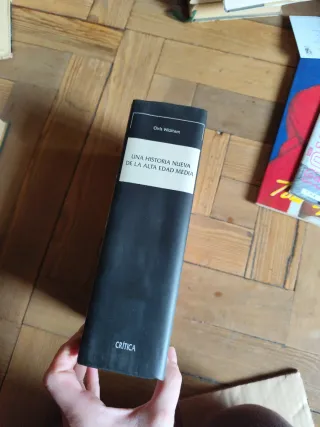 Chris Wickham
UNA HISTORIA NUEVA
DE LA ALTA EDAD MEDIA
CRÍTICA